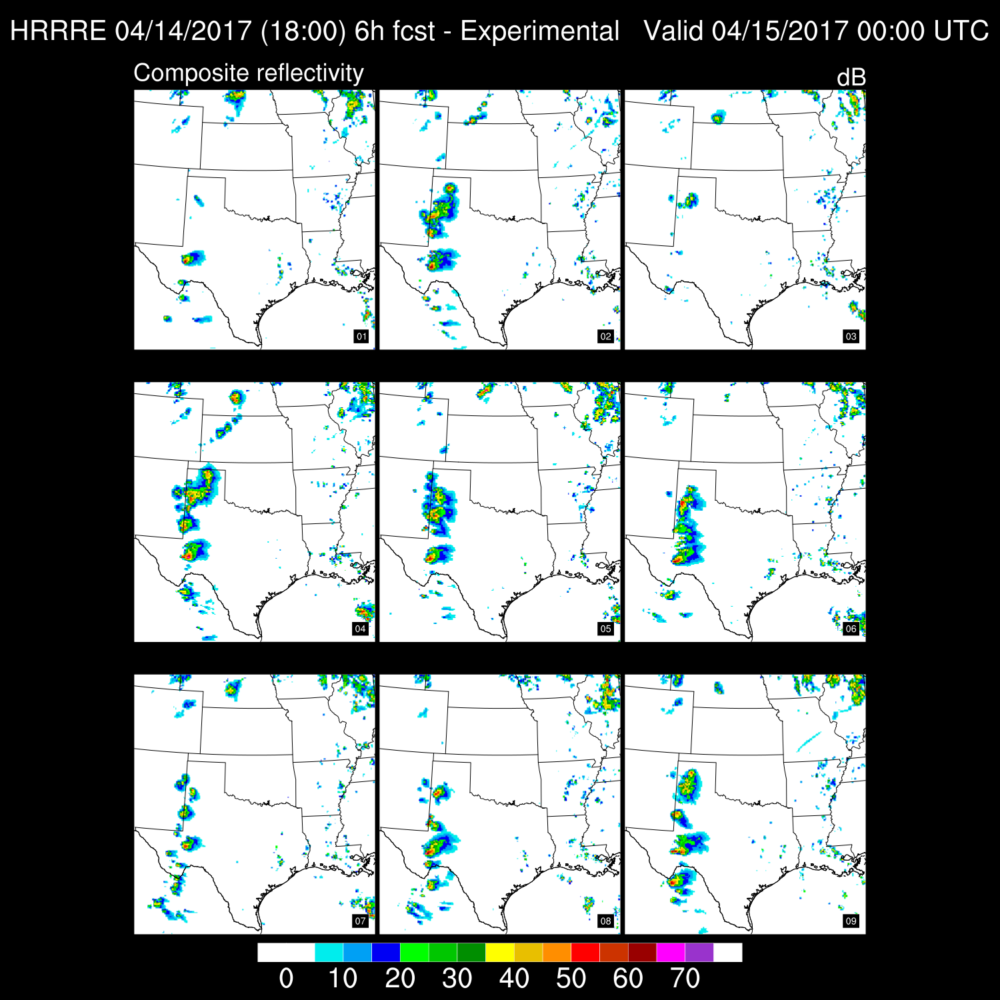 HRRRE 04/14/2017 (18:00) 6h fcst - Experimental Valid 04/15/2017 00:00 UTC
Composite reflectivity dB
01 02 03
04 05 06
07 08 09
0 10 20 30 40 50 60 70